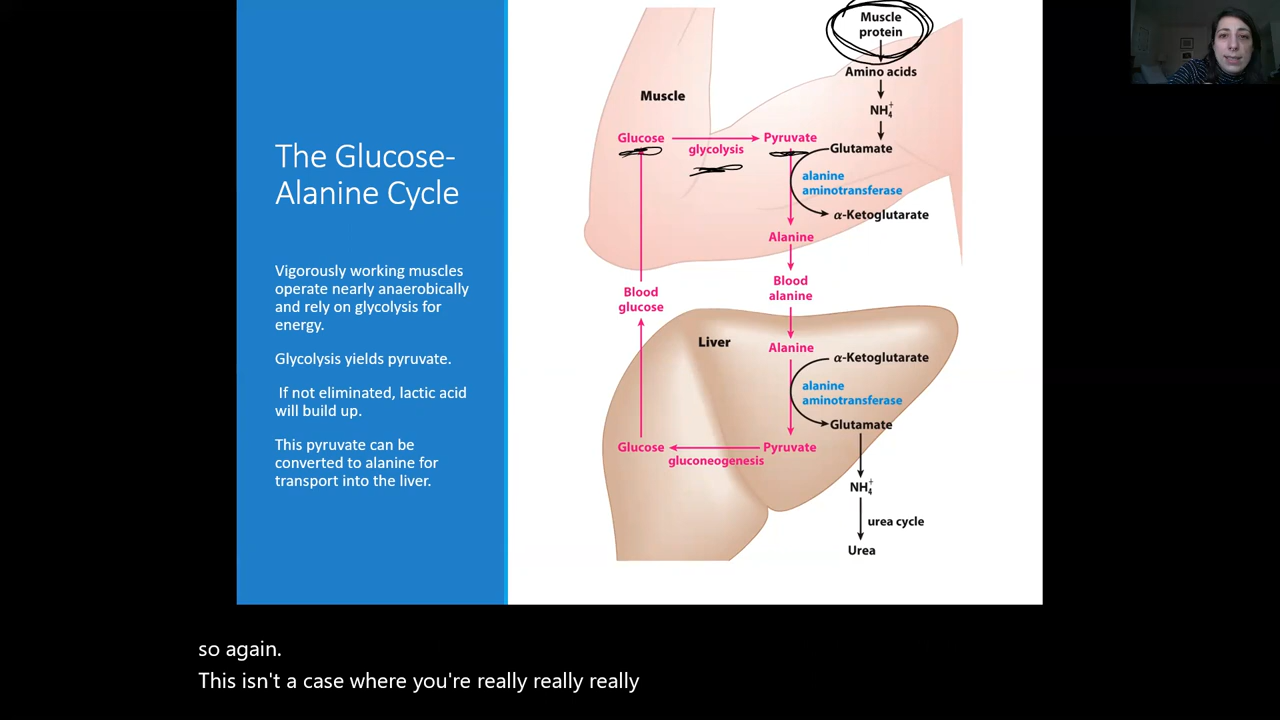 The Glucose-
Alanine Cycle
Vigorously working muscles
operate nearly anaerobically
and rely on glycolysis for
energy.
Glycolysis yields pyruvate.
If not eliminated, lactic acid
will build up.
This pyruvate can be
converted to alanine for
transport into the liver.
Muscle
protein
Amino acids
NH₄⁺
Glutamate
alanine
aminotransferase
α-Ketoglutarate
Muscle
Glucose
glycolysis
Pyruvate
Alanine
Blood
alanine
Blood
glucose
Liver
Alanine
α-Ketoglutarate
alanine
aminotransferase
Glutamate
Glucose
gluconeogenesis
Pyruvate
NH₄⁺
urea cycle
Urea
so again.
This isn't a case where you're really really really